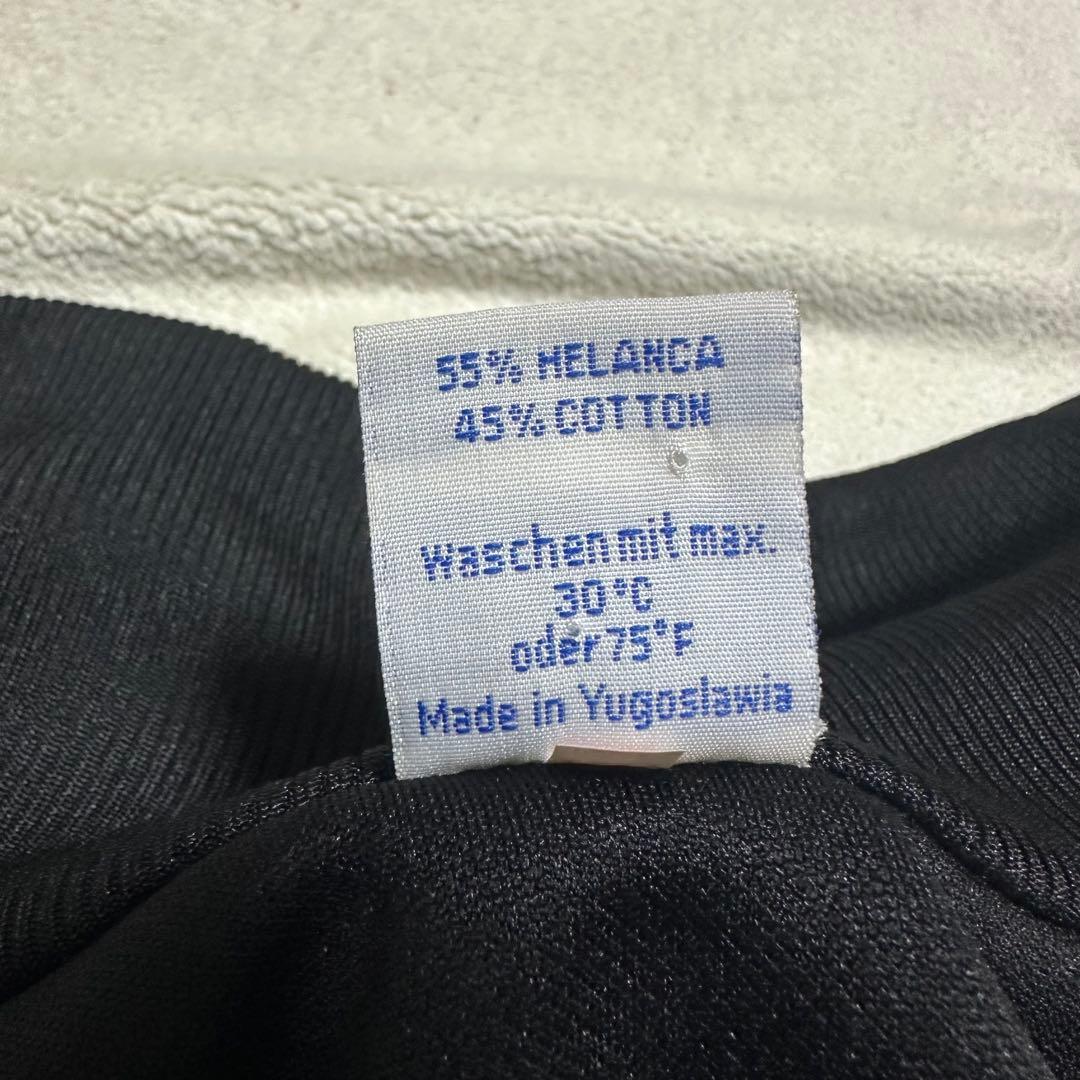 55% HELANCA
45% COTTON
Waschen mit max.
30°C
oder 75°F
Made in Yugoslawia